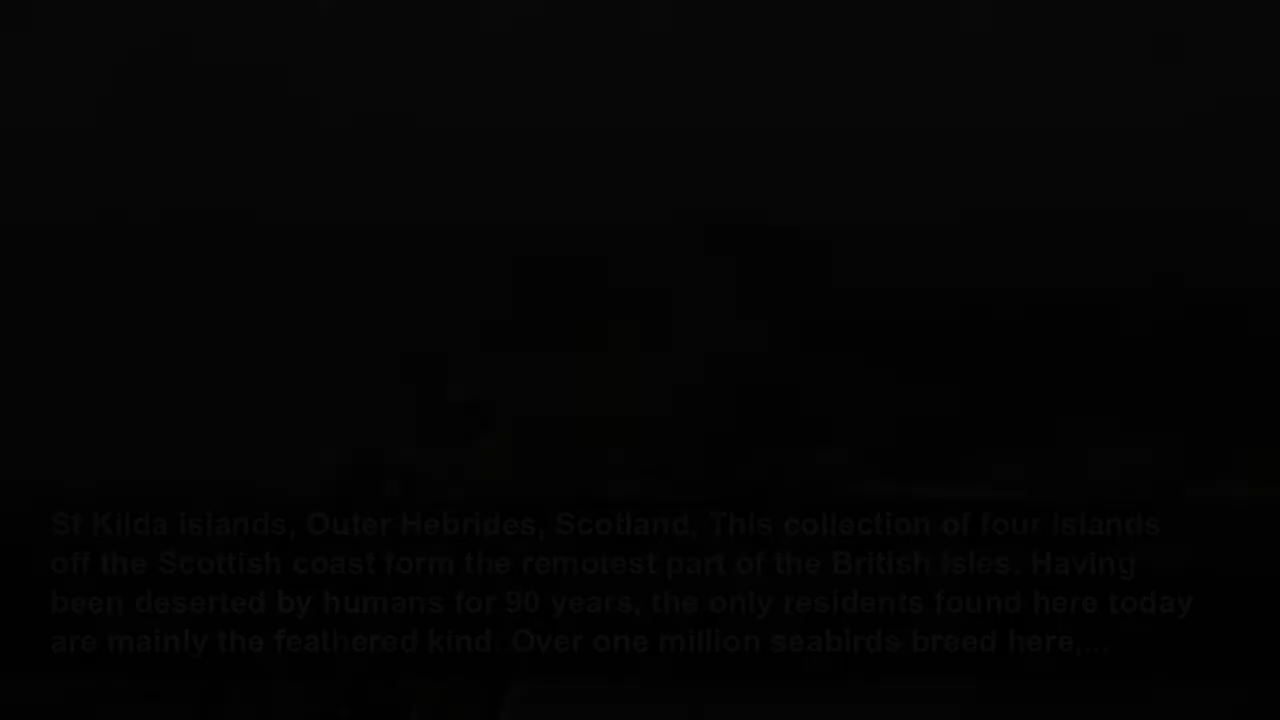 St Kilda islands, Outer Hebrides, Scotland, This collection of four islands
off the Scottish coast form the remotest part of the British Isles. Having
been deserted by humans for 90 years, the only residents found here today
are mainly the feathered kind. Over one million seabirds breed here,...